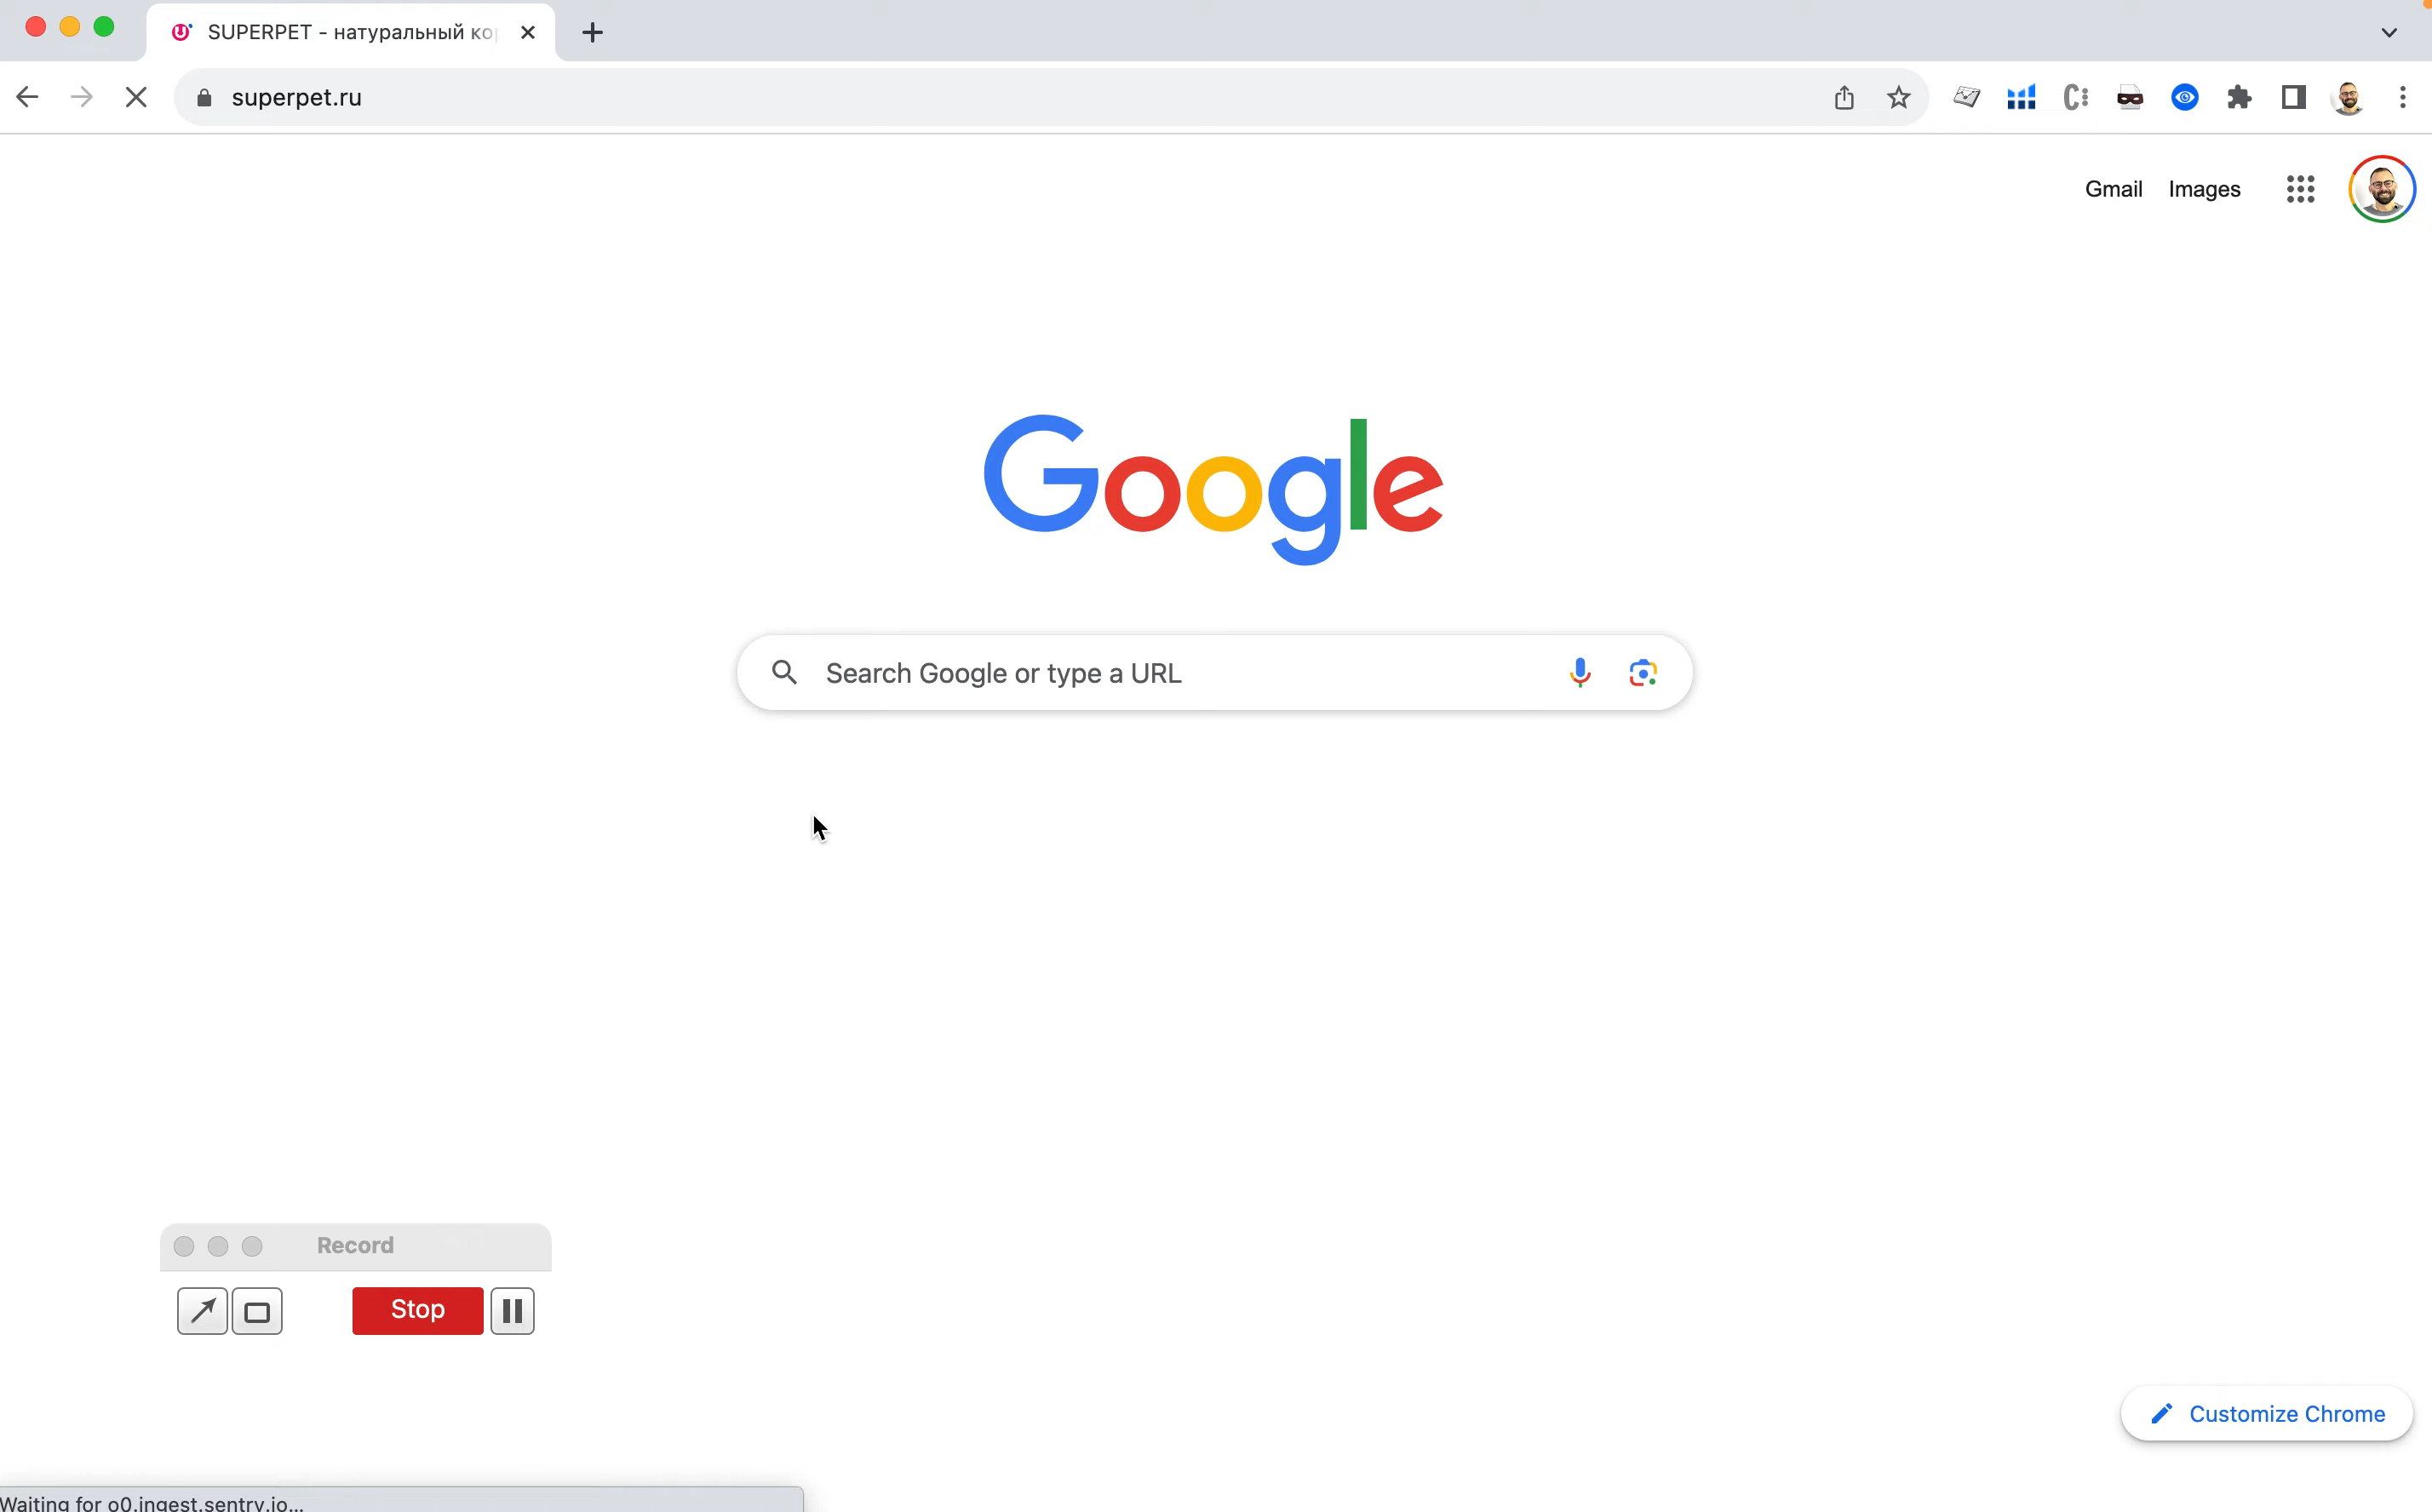 SUPERPET - натуральный ко
superpet.ru
Gmail Images
Google
Search Google or type a URL
Record
Stop
Customize Chrome
Waiting for o0.ingest.sentry.io...